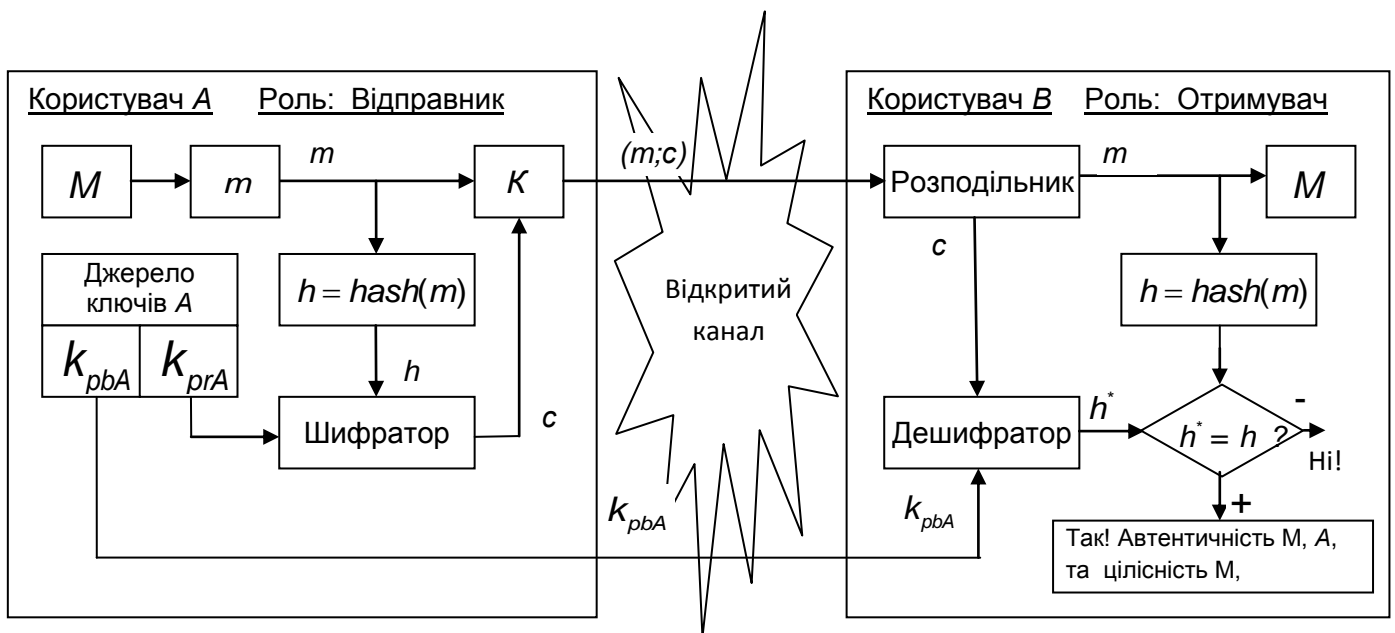 Користувач A Роль: Відправник
M
m
m
К
Джерело
ключів A
k_pbA k_prA
h = hash(m)
h
Шифратор
c
(m;c)
Відкритий
канал
k_pbA
Користувач B Роль: Отримувач
Розподільник
m
M
c
h = hash(m)
Дешифратор
h*
h* = h ?
-
Ні!
+
k_pbA
Так! Автентичність М, A,
та цілісність М,